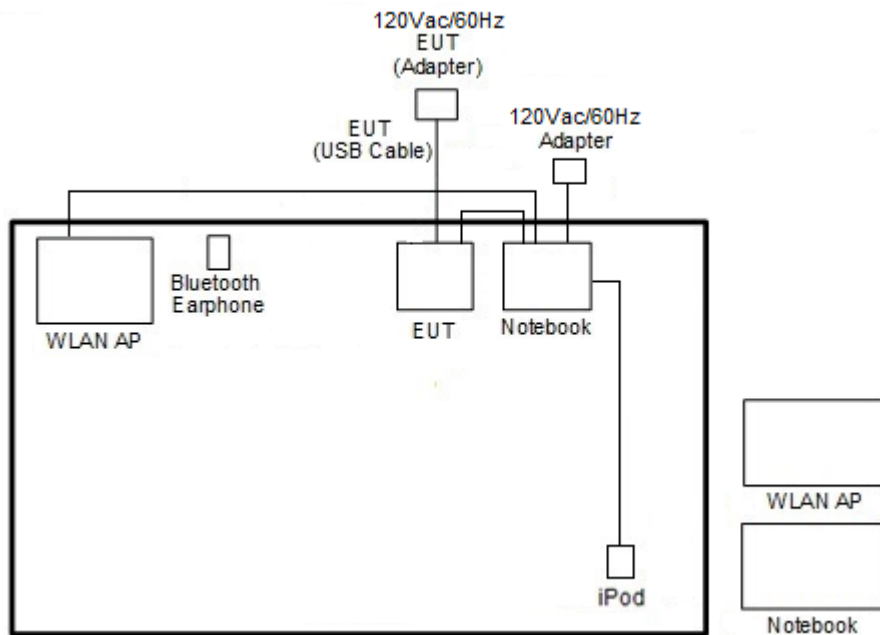 120Vac/60Hz
EUT
(Adapter)
EUT
(USB Cable)
120Vac/60Hz
Adapter
Bluetooth
Earphone
WLAN AP
EUT
Notebook
WLAN AP
iPod
Notebook